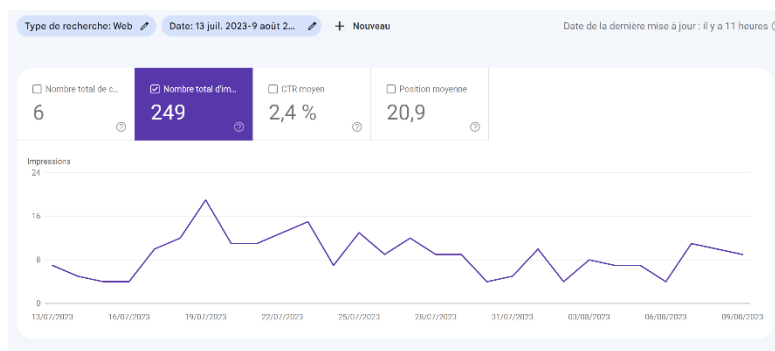 Type de recherche: Web Date: 13 juil. 2023-9 août 2... + Nouveau Date de la dernière mise à jour : il y a 11 heures
Nombre total de c... Nombre total d'im... CTR moyen Position moyenne
6 249 2,4 % 20,9
Impressions
24
16
8
0
13/07/2023 16/07/2023 19/07/2023 22/07/2023 25/07/2023 28/07/2023 31/07/2023 03/08/2023 06/08/2023 09/08/2023